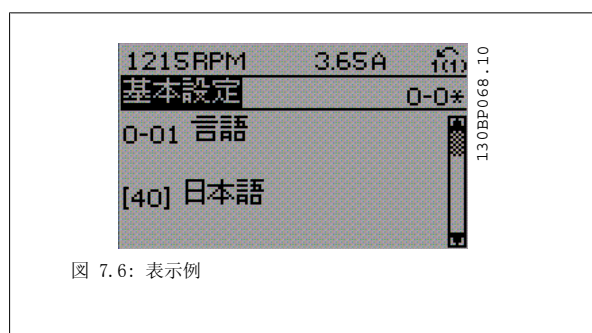 1215RPM 3.65A 1(1)
基本設定 0-0*
0-01 言語
[40] 日本語
130BP068.10
図 7.6: 表示例